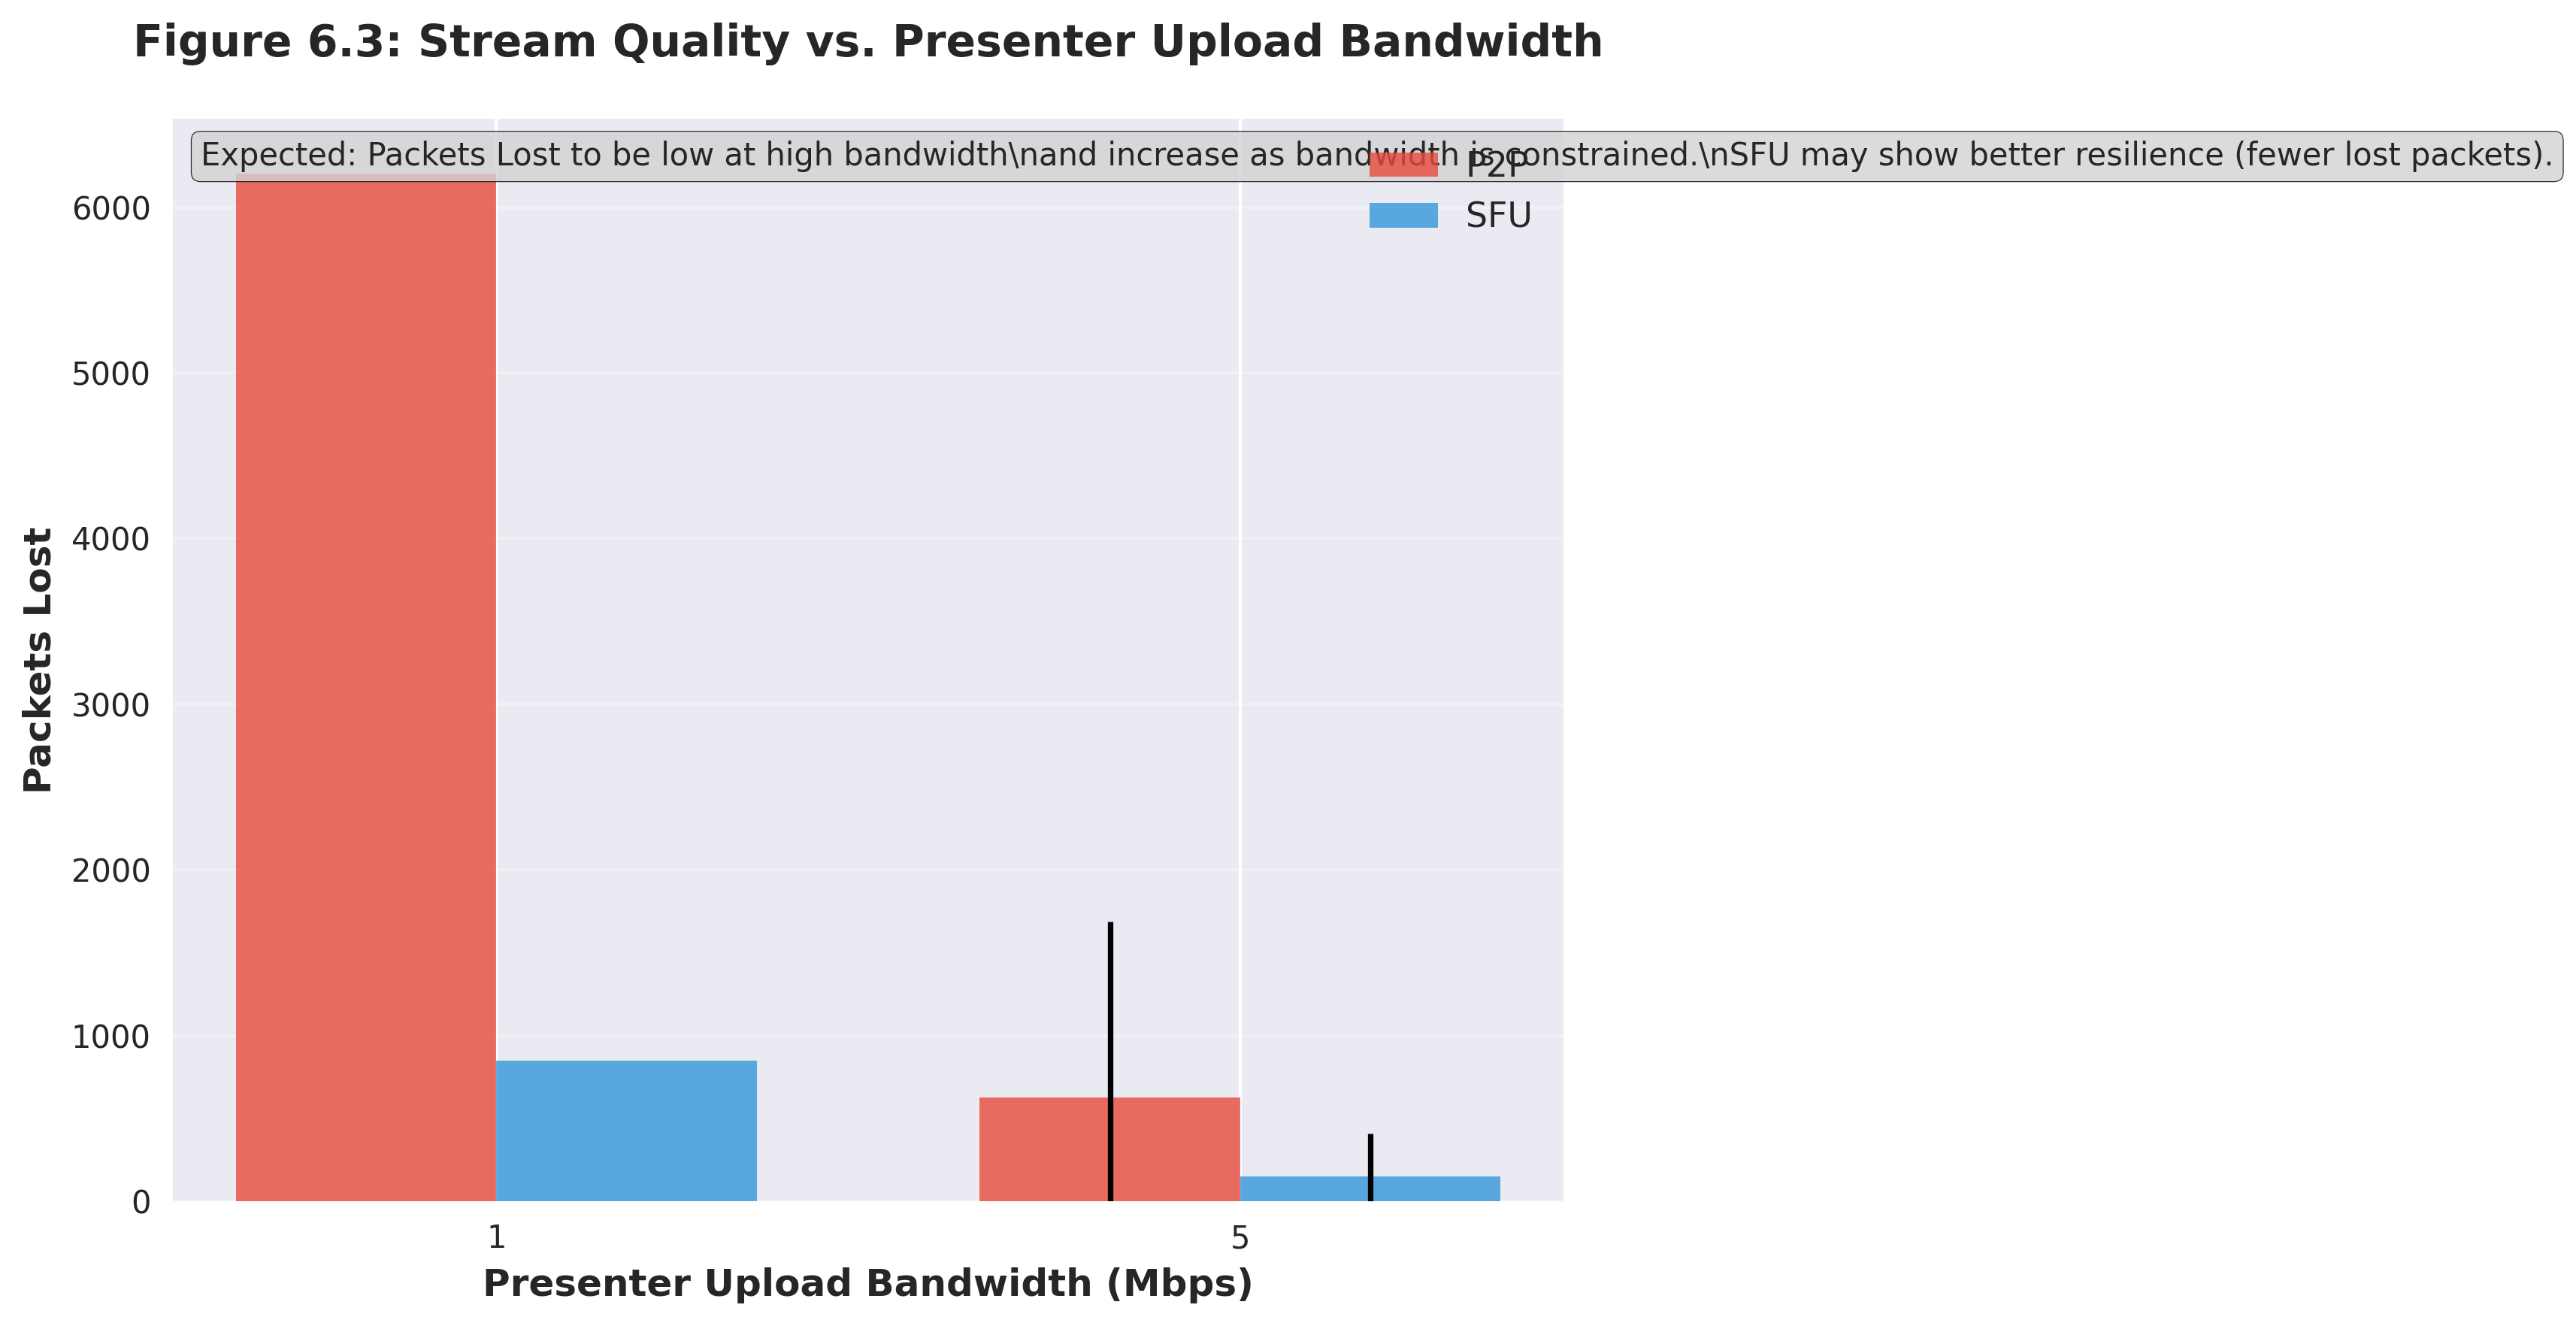 Figure 6.3: Stream Quality vs. Presenter Upload Bandwidth
Expected: Packets Lost to be low at high bandwidth\nand increase as bandwidth is constrained.\nSFU may show better resilience (fewer lost packets).
P2P
SFU
6000
5000
4000
3000
2000
1000
0
Packets Lost
1
5
Presenter Upload Bandwidth (Mbps)